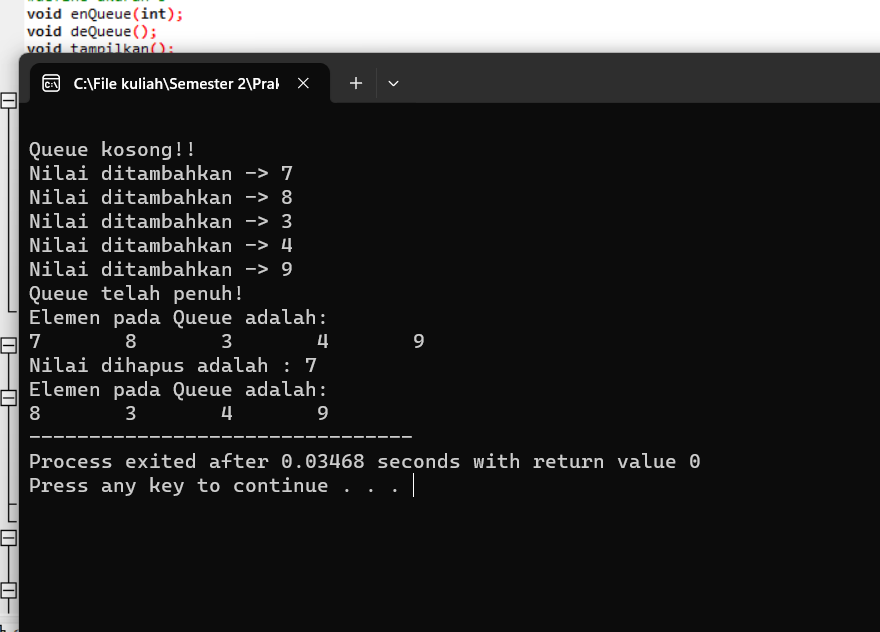 void enQueue(int);
void deQueue();
void tampilkan();
C:\File kuliah\Semester 2\Pral
Queue kosong!!
Nilai ditambahkan -> 7
Nilai ditambahkan -> 8
Nilai ditambahkan -> 3
Nilai ditambahkan -> 4
Nilai ditambahkan -> 9
Queue telah penuh!
Elemen pada Queue adalah:
7 8 3 4 9
Nilai dihapus adalah : 7
Elemen pada Queue adalah:
8 3 4 9
--------------------------------
Process exited after 0.03468 seconds with return value 0
Press any key to continue . . .